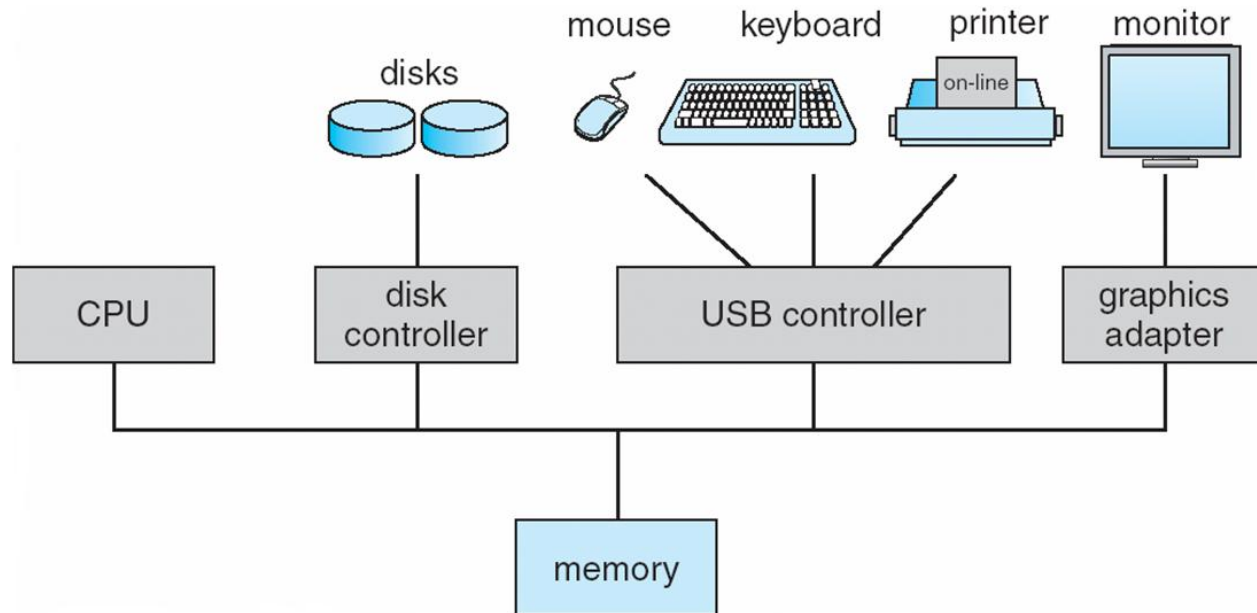 mouse
keyboard
printer
monitor
disks
on-line
CPU
disk
controller
USB controller
graphics
adapter
memory